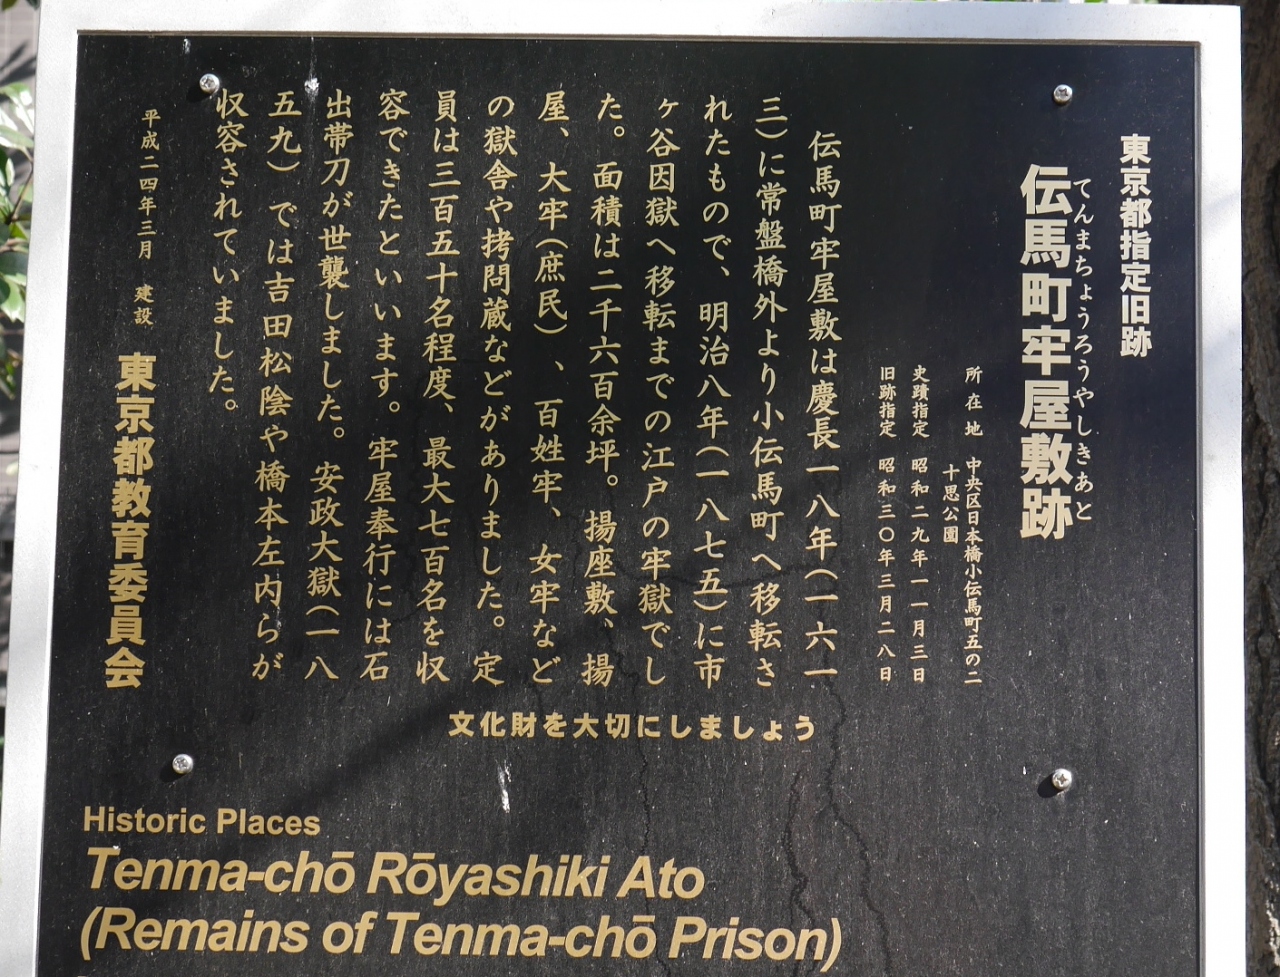 東京都指定旧跡
伝馬町牢屋敷跡
てんまちょうろうやしきあと
所在地 中央区日本橋小伝馬町五の二
十思公園
史蹟指定 昭和二九年一一月三日
旧跡指定 昭和三〇年三月二八日
伝馬町牢屋敷は慶長一八年(一六一
三)に常盤橋外より小伝馬町へ移転さ
れたもので、明治八年(一八七五)に市
ヶ谷囚獄へ移転までの江戸の牢獄でし
た。面積は二千六百余坪。揚座敷、揚
屋、大牢(庶民)、百姓牢、女牢など
の獄舎や拷問蔵などがありました。定
員は三百五十名程度、最大七百名を収
容できたといいます。牢屋奉行には石
出帯刀が世襲しました。安政大獄(一八
五九)では吉田松陰や橋本左内らが
収容されていました。
平成二四年三月 建設
東京都教育委員会
文化財を大切にしましょう
Historic Places
Tenma-chō Rōyashiki Ato
(Remains of Tenma-chō Prison)